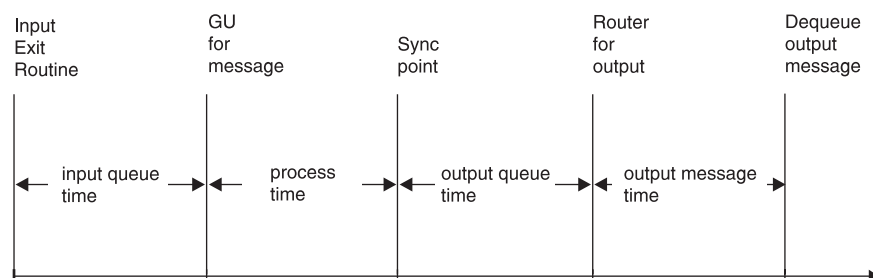 Input
Exit
Routine
GU
for
message
Sync
point
Router
for
output
Dequeue
output
message
input queue
time
process
time
output queue
time
output message
time